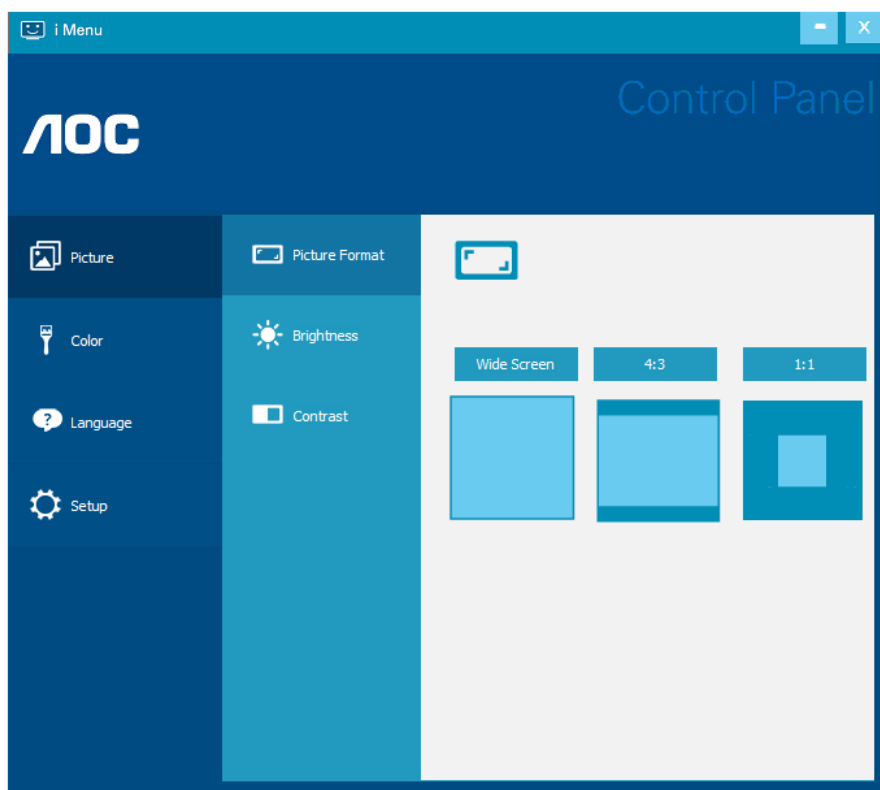 i Menu
X
Control Panel
AOC
Picture
Picture Format
Color
Brightness
Language
Contrast
Setup
Wide Screen
4:3
1:1